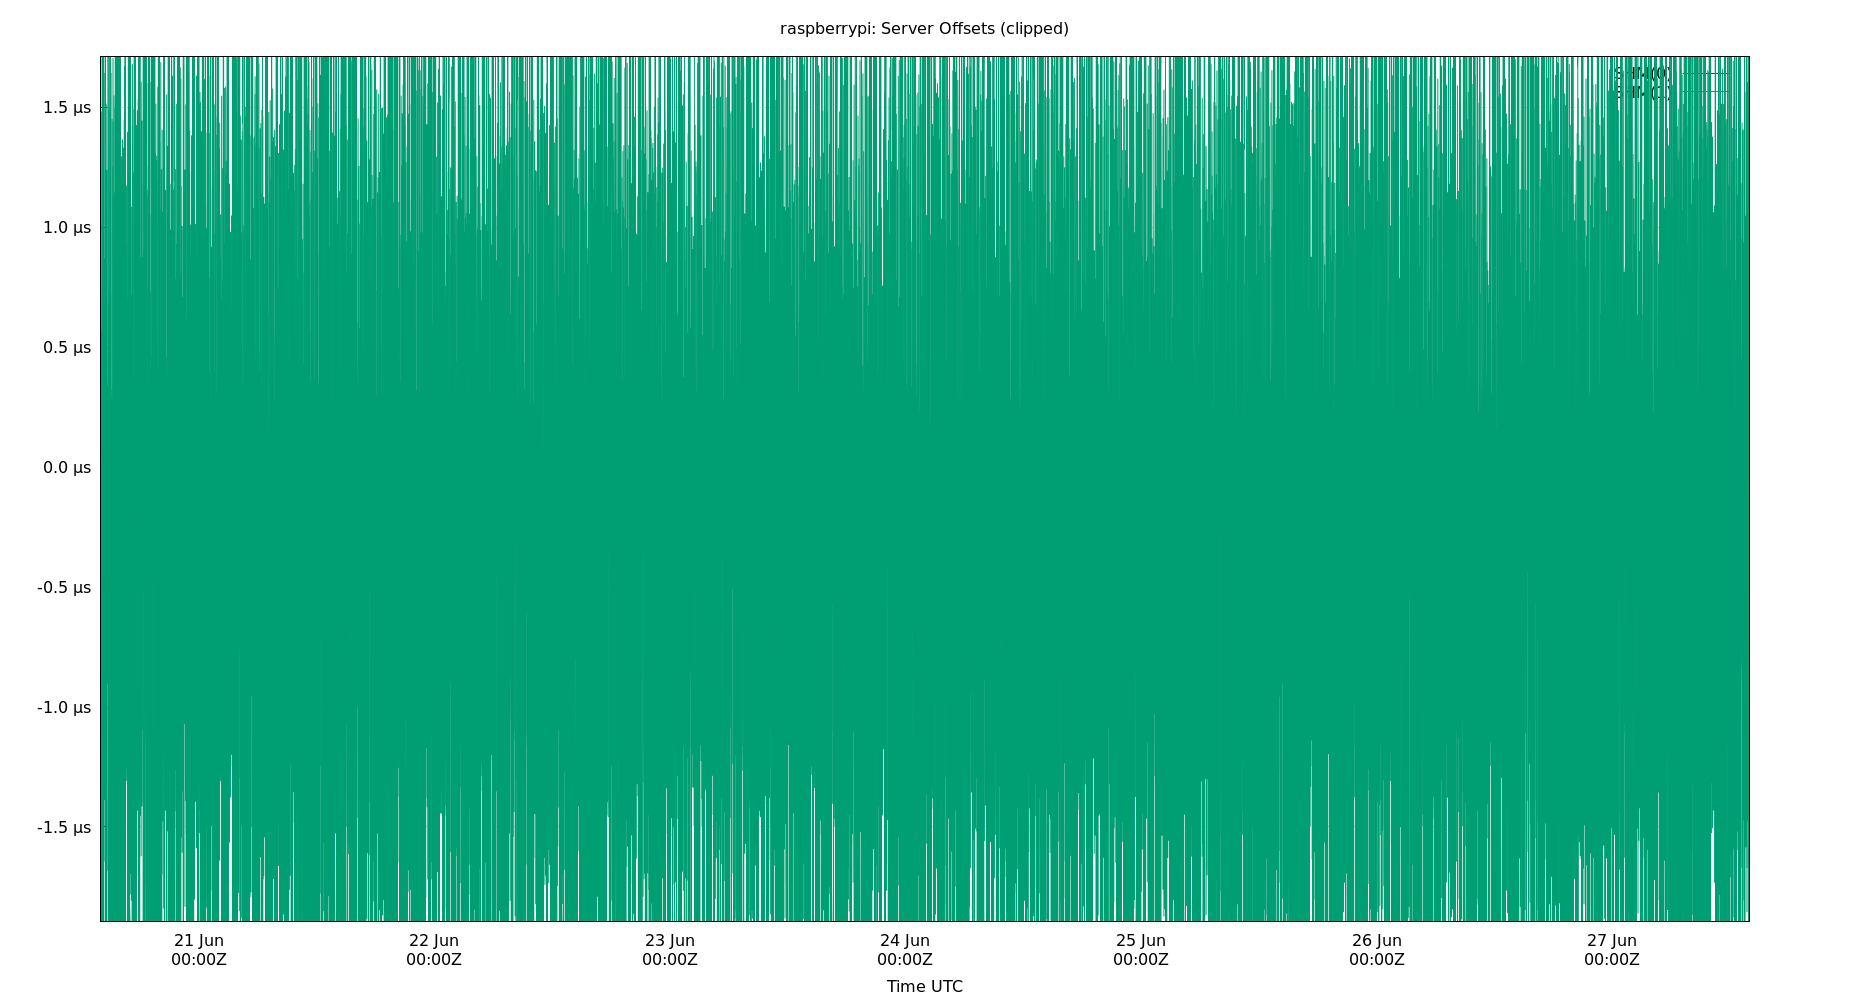 raspberrypi: Server Offsets (clipped)
SHM(0)
1.5 µs
1.0 µs
0.5 µs
0.0 µs
-0.5 µs
-1.0 µs
-1.5 µs
21 Jun
00:00Z
22 Jun
00:00Z
23 Jun
00:00Z
24 Jun
00:00Z
25 Jun
00:00Z
26 Jun
00:00Z
27 Jun
00:00Z
Time UTC